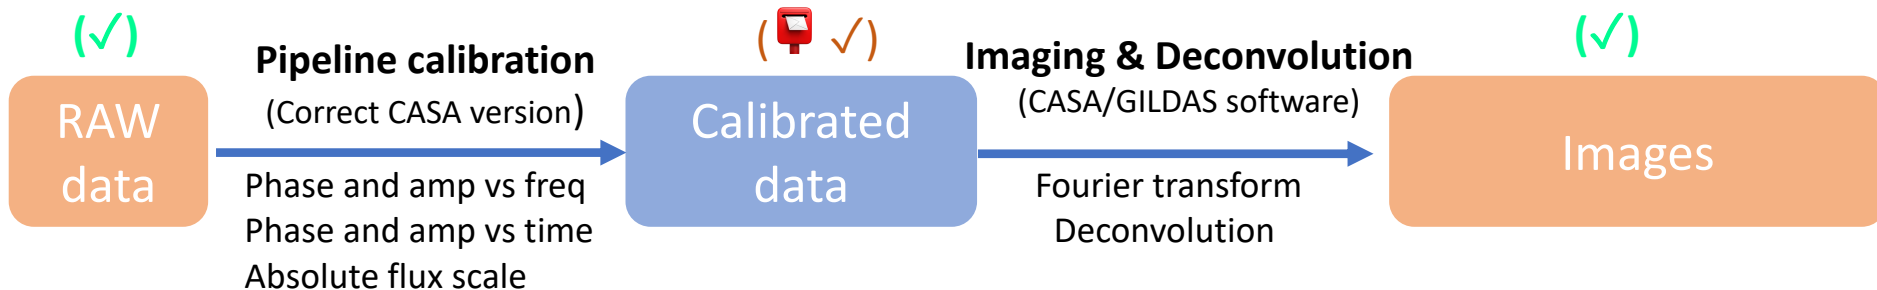 (✓)
(📮 ✓)
(✓)
Pipeline calibration
(Correct CASA version)
Imaging & Deconvolution
(CASA/GILDAS software)
RAW
data
Calibrated
data
Images
Phase and amp vs freq
Phase and amp vs time
Absolute flux scale
Fourier transform
Deconvolution